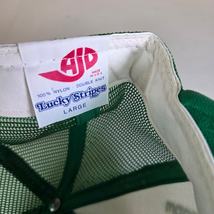 AJD
100% NYLON DOUBLE KNIT
Lucky Stripes
LARGE